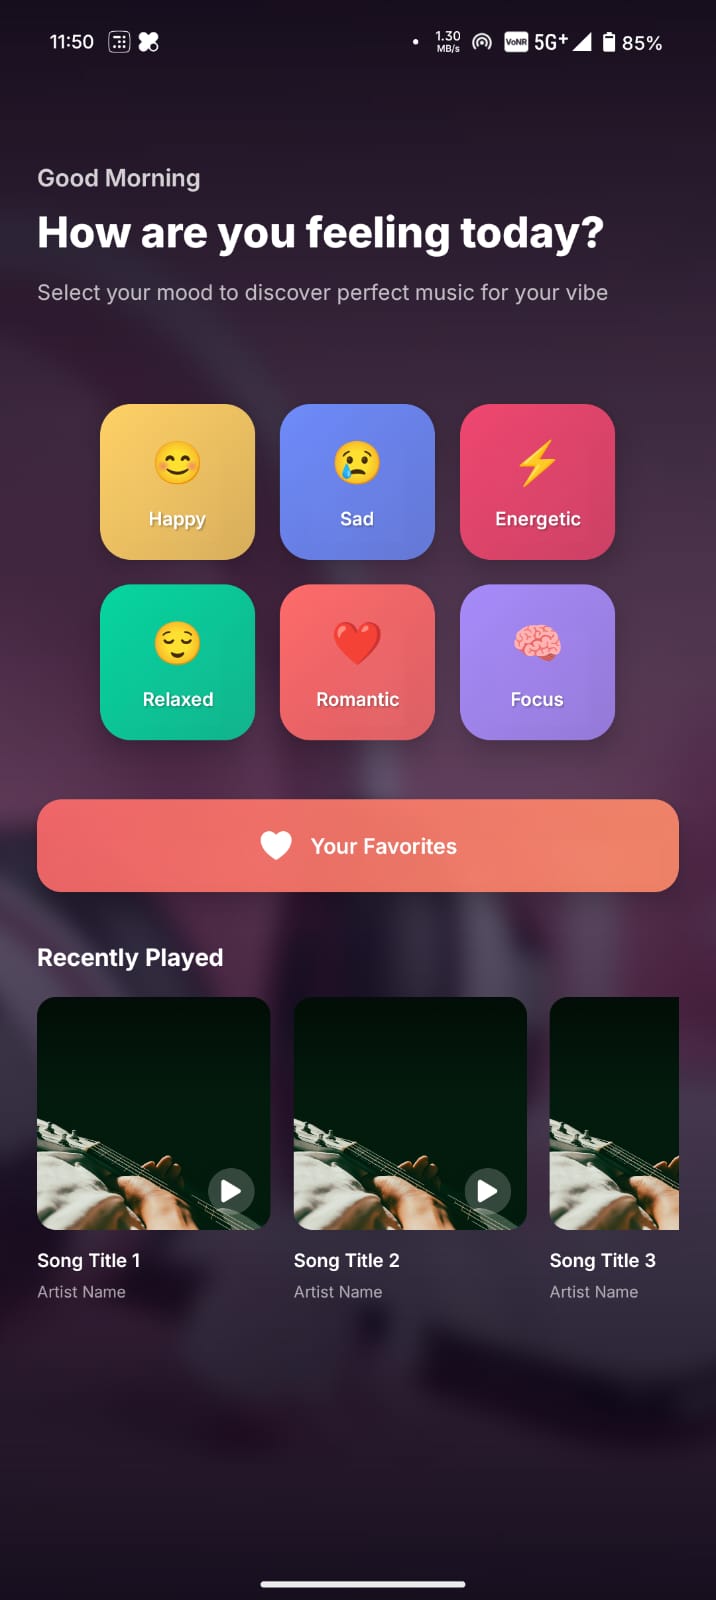 11:50
1.30
MB/s
VoNR
5G+
85%
Good Morning
How are you feeling today?
Select your mood to discover perfect music for your vibe
Happy
Sad
Energetic
Relaxed
Romantic
Focus
Your Favorites
Recently Played
Song Title 1
Song Title 2
Song Title 3
Artist Name
Artist Name
Artist Name